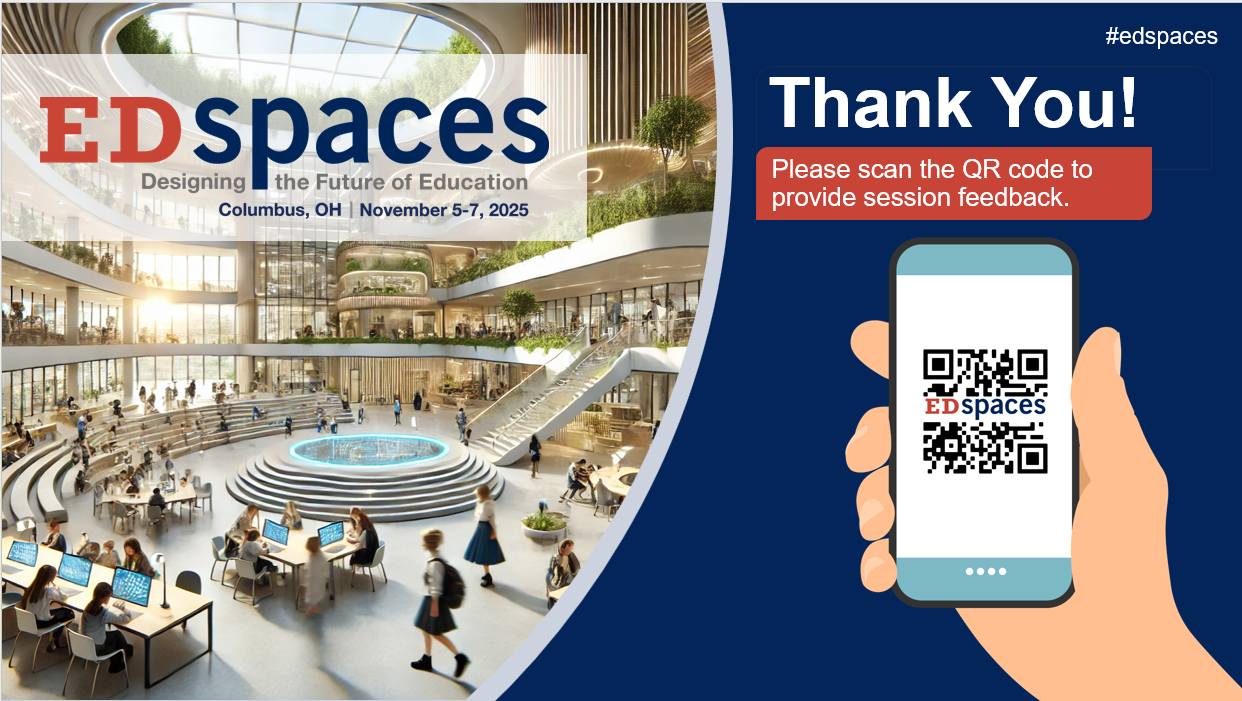 EDspaces
Designing the Future of Education
Columbus, OH | November 5-7, 2025
#edspaces
Thank You!
Please scan the QR code to
provide session feedback.
EDspaces